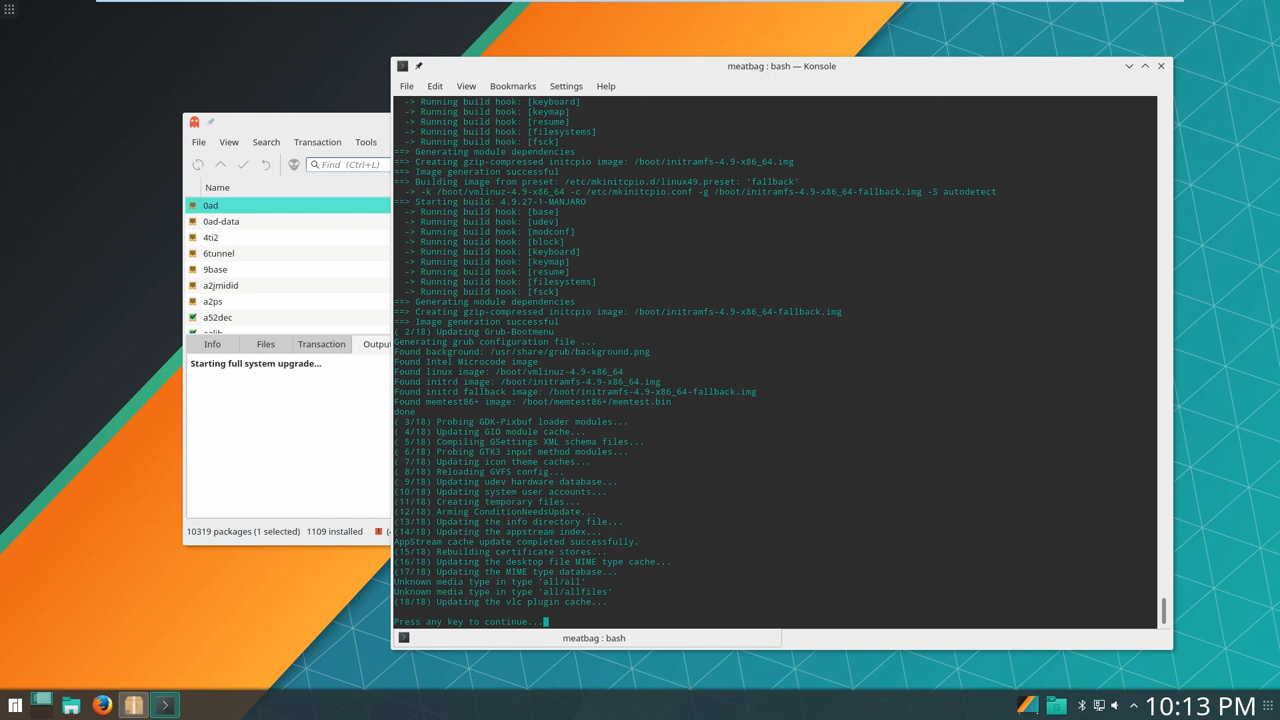 File View Search Transaction Tools
Find (Ctrl+L)
Name
0ad
0ad-data
4ti2
6tunnel
9base
a2jmidid
a2ps
a52dec
aalib
Info Files Transaction Outpu
Starting full system upgrade...
10319 packages (1 selected) 1109 installed
meatbag : bash — Konsole
File Edit View Bookmarks Settings Help
-> Running build hook: [keyboard]
-> Running build hook: [keymap]
-> Running build hook: [resume]
-> Running build hook: [filesystems]
-> Running build hook: [fsck]
==> Generating module dependencies
==> Creating gzip-compressed initcpio image: /boot/initramfs-4.9-x86_64.img
==> Image generation successful
==> Building image from preset: /etc/mkinitcpio.d/linux49.preset: 'fallback'
-> -k /boot/vmlinuz-4.9-x86_64 -c /etc/mkinitcpio.conf -g /boot/initramfs-4.9-x86_64-fallback.img -S autodetect
==> Starting build: 4.9.27-1-MANJARO
-> Running build hook: [base]
-> Running build hook: [udev]
-> Running build hook: [modconf]
-> Running build hook: [block]
-> Running build hook: [keyboard]
-> Running build hook: [keymap]
-> Running build hook: [resume]
-> Running build hook: [filesystems]
-> Running build hook: [fsck]
==> Generating module dependencies
==> Creating gzip-compressed initcpio image: /boot/initramfs-4.9-x86_64-fallback.img
==> Image generation successful
( 2/18) Updating Grub-Bootmenu
Generating grub configuration file ...
Found background: /usr/share/grub/background.png
Found Intel Microcode image
Found linux image: /boot/vmlinuz-4.9-x86_64
Found initrd image: /boot/initramfs-4.9-x86_64.img
Found initrd fallback image: /boot/initramfs-4.9-x86_64-fallback.img
Found memtest86+ image: /boot/memtest86+/memtest.bin
done
( 3/18) Probing GDK-Pixbuf loader modules...
( 4/18) Updating GIO module cache...
( 5/18) Compiling GSettings XML schema files...
( 6/18) Probing GTK3 input method modules...
( 7/18) Updating icon theme caches...
( 8/18) Reloading GVFS config...
( 9/18) Updating udev hardware database...
(10/18) Updating system user accounts...
(11/18) Creating temporary files...
(12/18) Arming ConditionNeedsUpdate...
(13/18) Updating the info directory file...
(14/18) Updating the appstream index...
AppStream cache update completed successfully.
(15/18) Rebuilding certificate stores...
(16/18) Updating the desktop file MIME type cache...
(17/18) Updating the MIME type database...
Unknown media type in type 'all/all'
Unknown media type in type 'all/allfiles'
(18/18) Updating the vlc plugin cache...
Press any key to continue...
meatbag : bash
10:13 PM